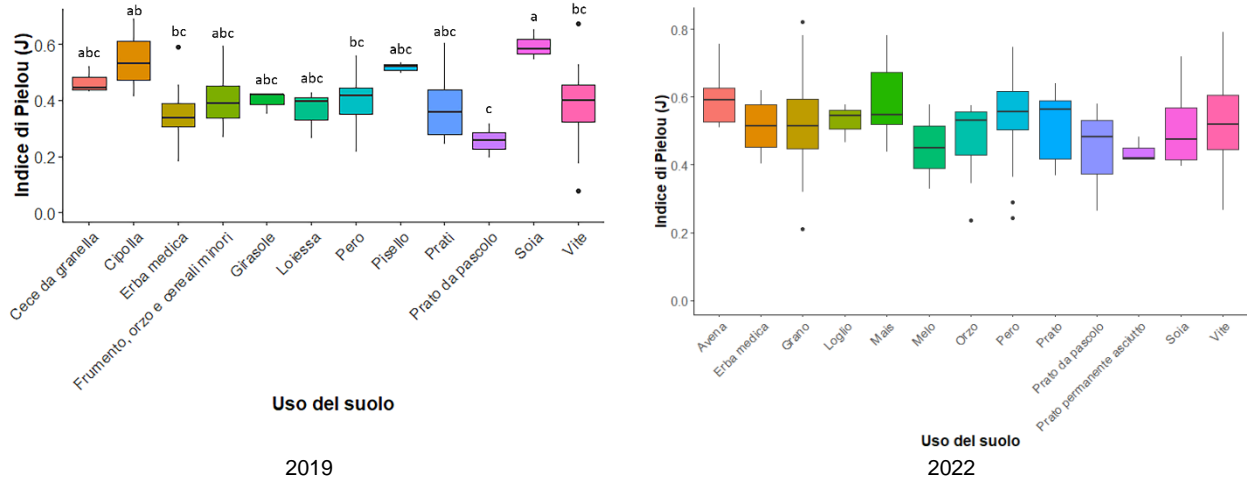 Indice di Pielou (J)
0.6
0.4
0.2
0.0
abc
ab
bc
abc
abc
abc
bc
abc
c
a
bc
Cece da granella
Cipolla
Erba medica
Frumento, orzo e cereali minori
Girasole
Loiessa
Pero
Pisello
Prati
Prato da pascolo
Soia
Vite
Uso del suolo
2019
Indice di Pielou (J)
0.8
0.6
0.4
0.2
0.0
Avena
Erba medica
Grano
Loglio
Mais
Melo
Orzo
Pero
Prato
Prato da pascolo
Prato permanente asciutto
Soia
Vite
Uso del suolo
2022